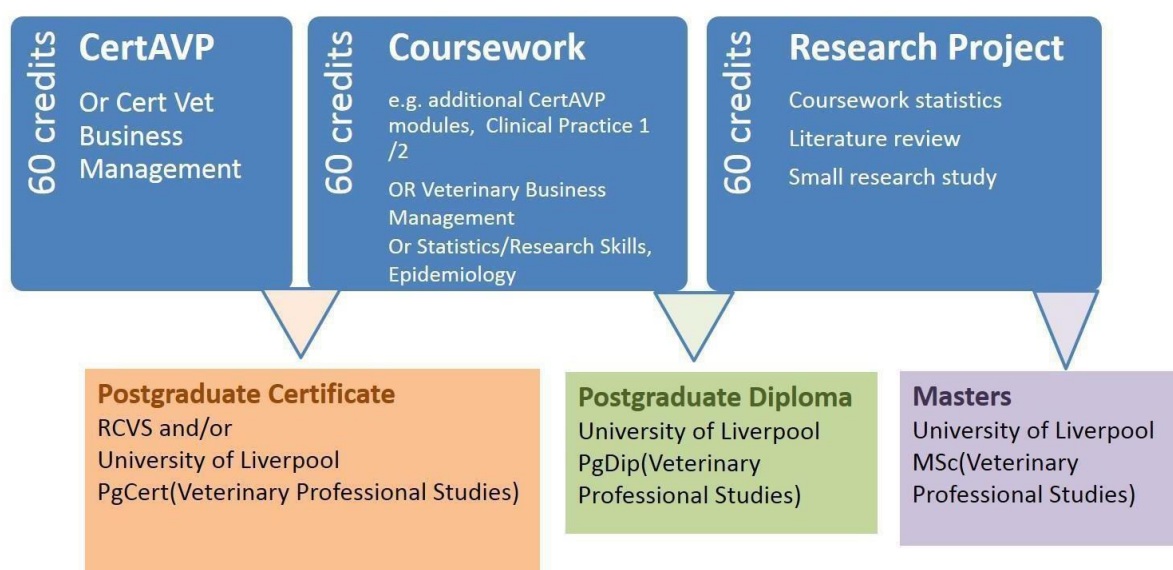 60 credits
CertAVP
Or Cert Vet
Business
Management
60 credits
Coursework
e.g. additional CertAVP
modules, Clinical Practice 1
/2
OR Veterinary Business
Management
Or Statistics/Research Skills,
Epidemiology
60 credits
Research Project
Coursework statistics
Literature review
Small research study
Postgraduate Certificate
RCVS and/or
University of Liverpool
PgCert(Veterinary Professional Studies)
Postgraduate Diploma
University of Liverpool
PgDip(Veterinary
Professional Studies)
Masters
University of Liverpool
MSc(Veterinary
Professional Studies)